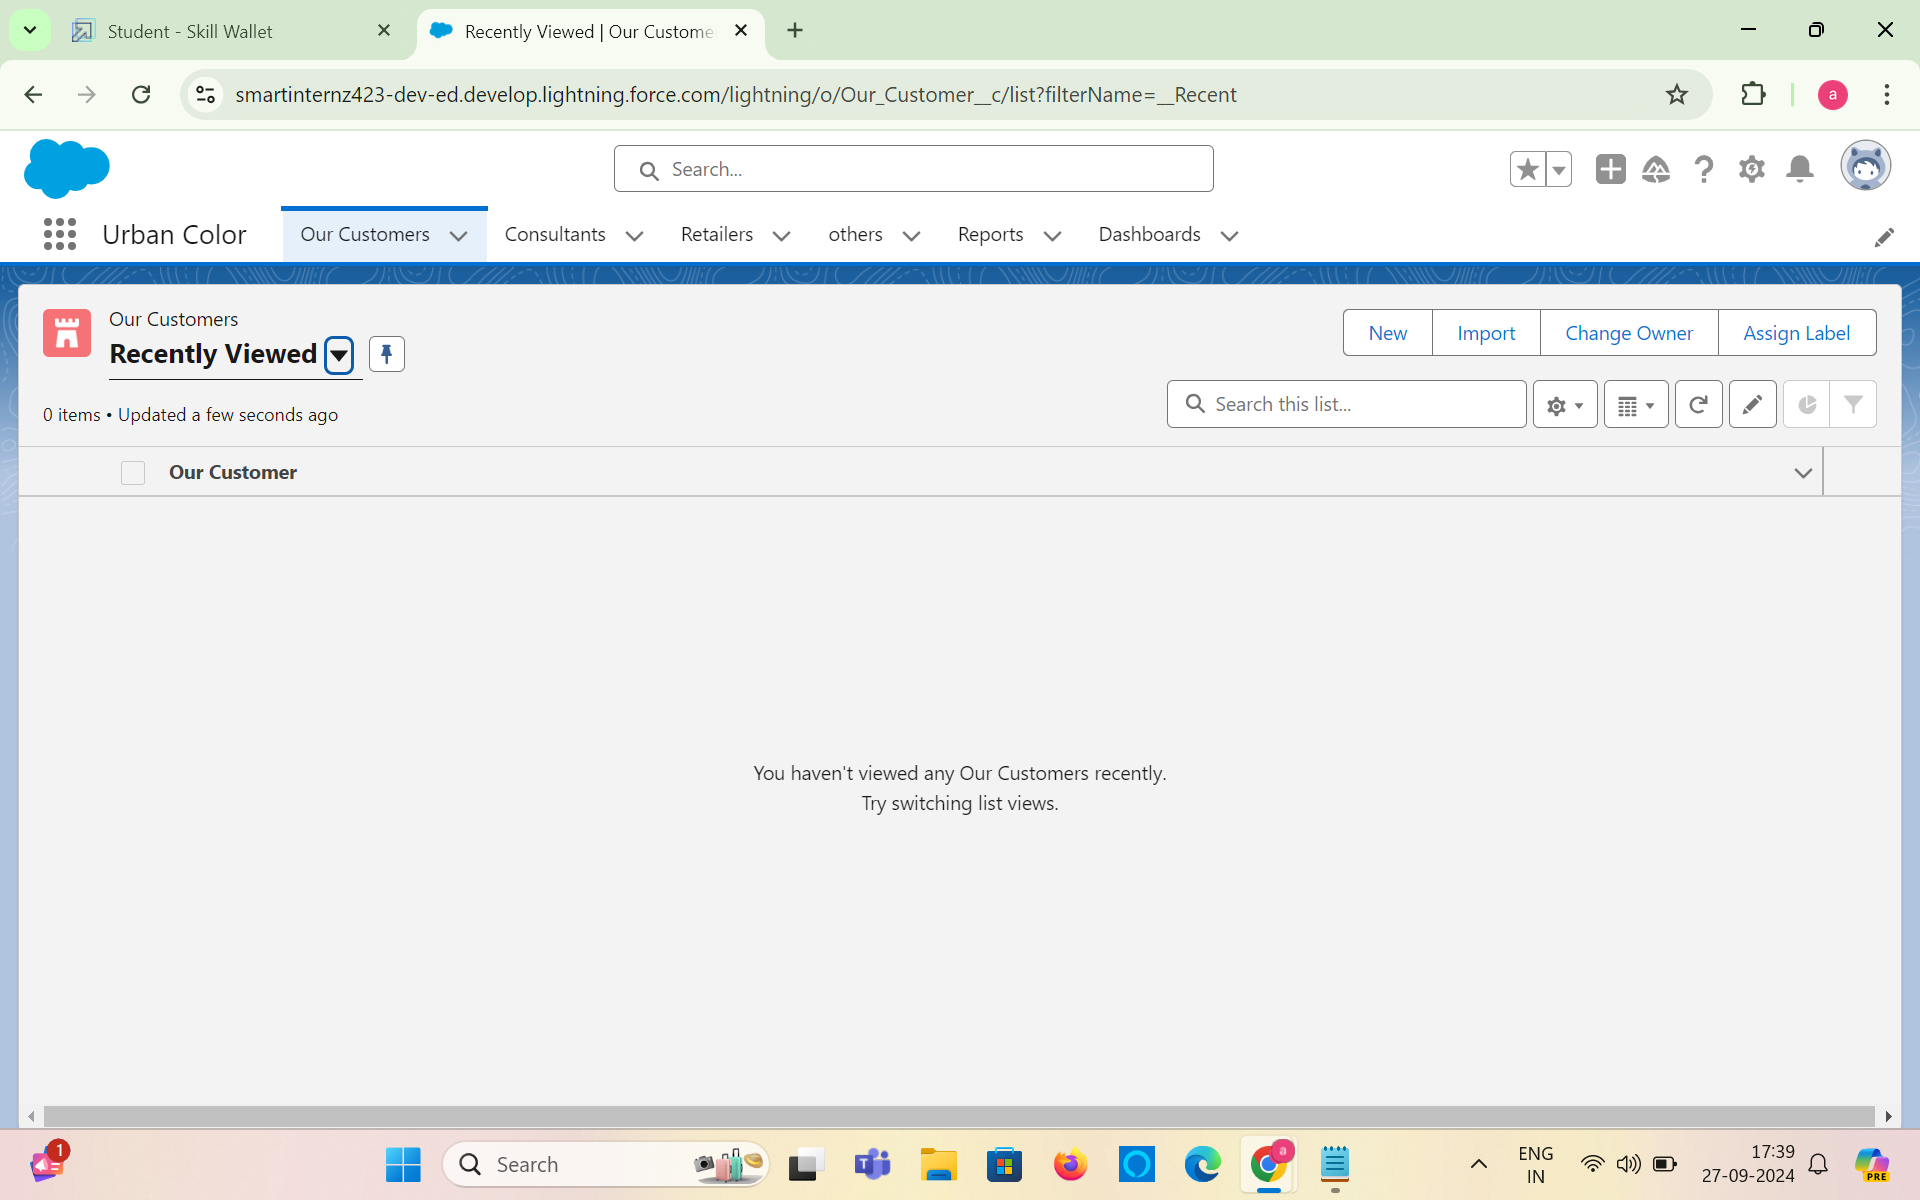 Student - Skill Wallet
Recently Viewed | Our Custome
smartinternz423-dev-ed.develop.lightning.force.com/lightning/o/Our_Customer__c/list?filterName=__Recent
a
Search...
Urban Color
Our Customers
Consultants
Retailers
others
Reports
Dashboards
Our Customers
Recently Viewed
New
Import
Change Owner
Assign Label
0 items • Updated a few seconds ago
Search this list...
Our Customer
You haven't viewed any Our Customers recently.
Try switching list views.
1
Search
a
ENG
IN
17:39
27-09-2024
PRE